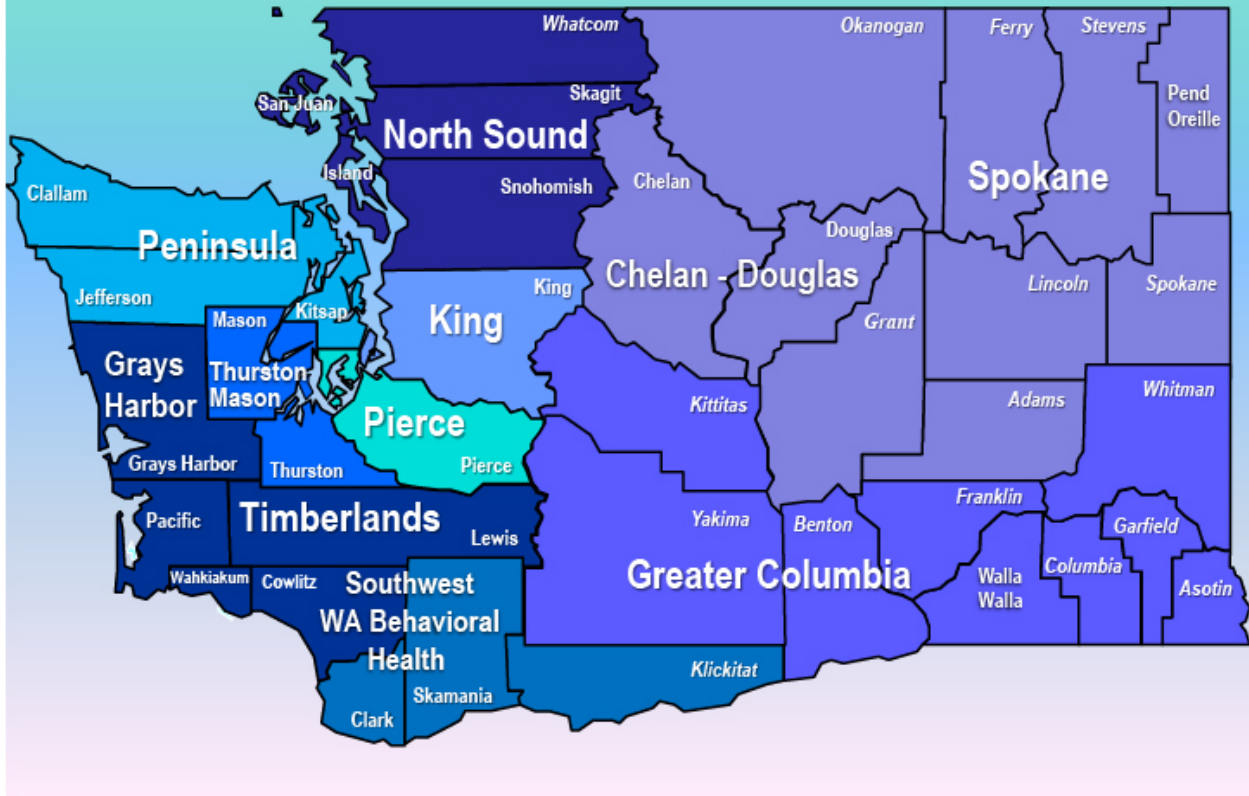 Whatcom
Okanogan
Ferry
Stevens
San Juan
Skagit
Pend
Oreille
North Sound
Island
Snohomish
Chelan
Spokane
Clallam
Peninsula
Douglas
Chelan - Douglas
Jefferson
Kitsap
King
King
Lincoln
Spokane
Mason
Grant
Grays
Harbor
Thurston
Mason
Kittitas
Adams
Whitman
Pierce
Grays Harbor
Thurston
Pierce
Pacific
Timberlands
Lewis
Yakima
Benton
Franklin
Garfield
Wahkiakum
Cowlitz
Southwest
WA Behavioral
Health
Greater Columbia
Walla
Walla
Columbia
Asotin
Klickitat
Skamania
Clark